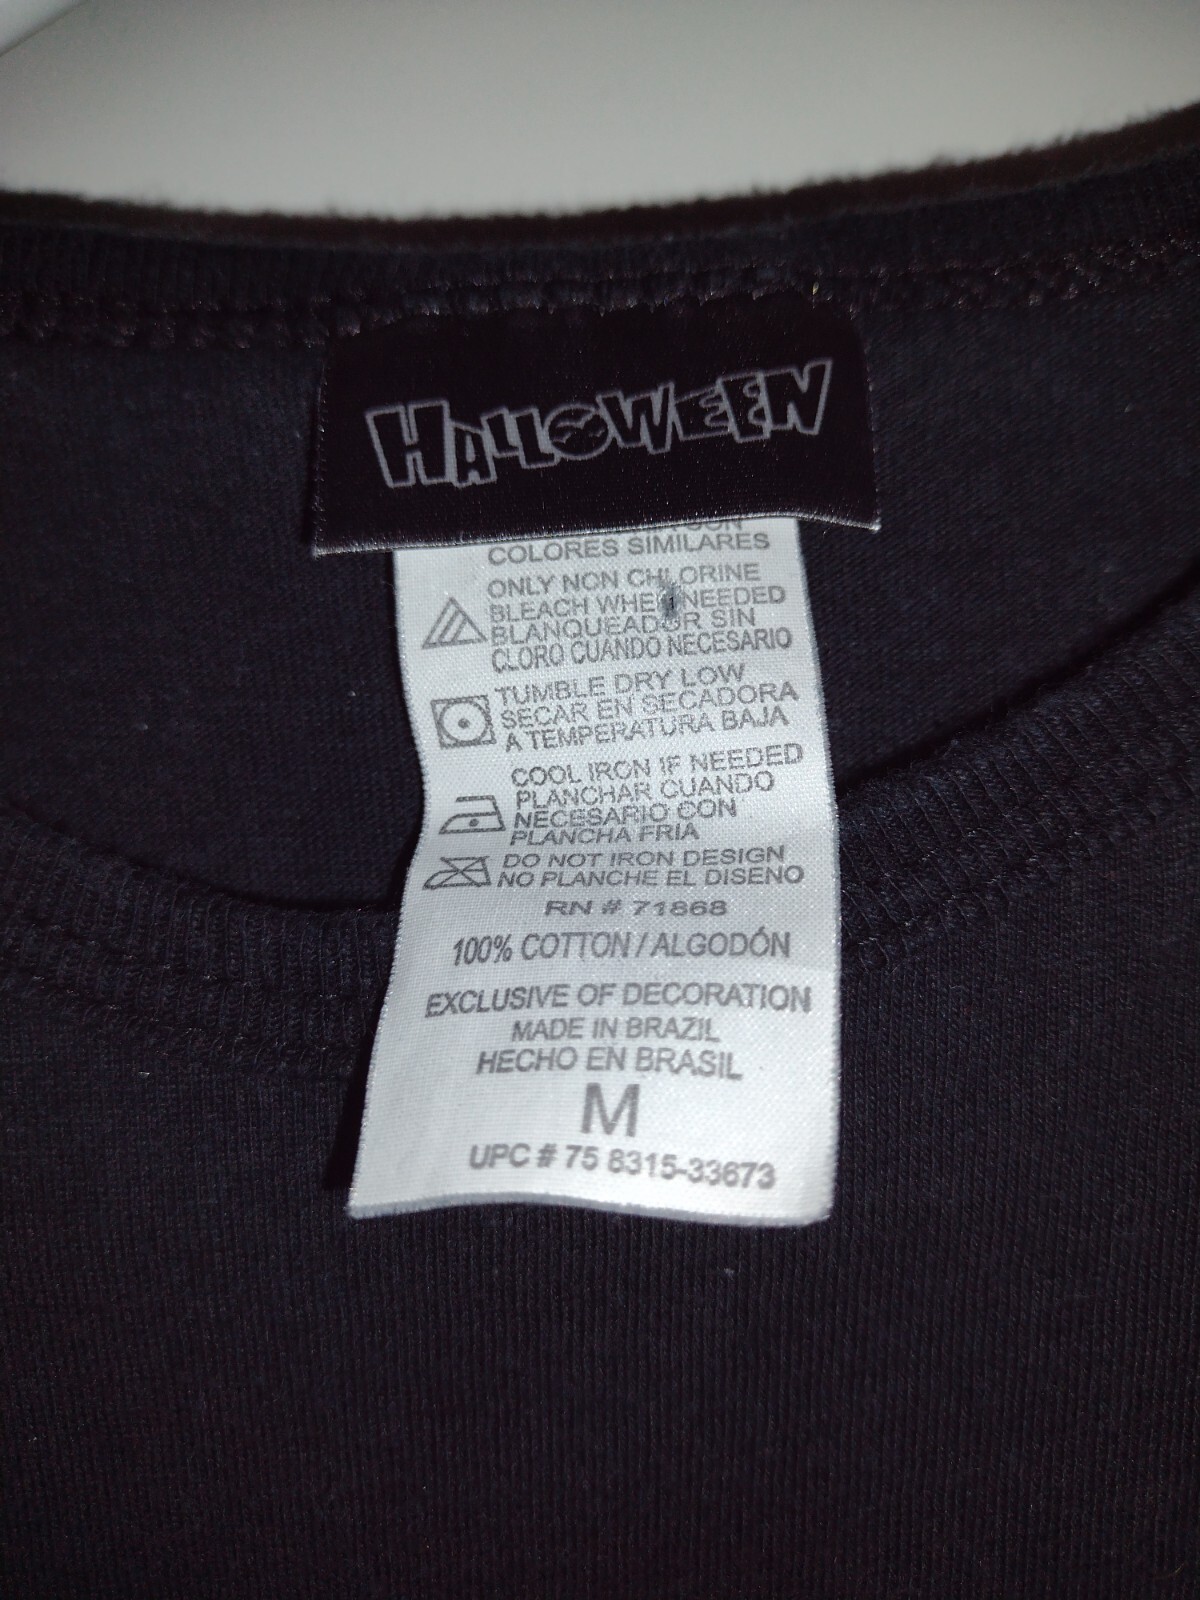 HALLOWEEN
COLORES SIMILARES
ONLY NON CHLORINE
BLEACH WHEN NEEDED
BLANQUEADOR SIN
CLORO CUANDO NECESARIO
TUMBLE DRY LOW
SECAR EN SECADORA
A TEMPERATURA BAJA
COOL IRON IF NEEDED
PLANCHAR CUANDO
NECESARIO CON
PLANCHA FRIA
DO NOT IRON DESIGN
NO PLANCHE EL DISENO
RN # 71868
100% COTTON / ALGODÓN
EXCLUSIVE OF DECORATION
MADE IN BRAZIL
HECHO EN BRASIL
M
UPC # 75 8315-33673